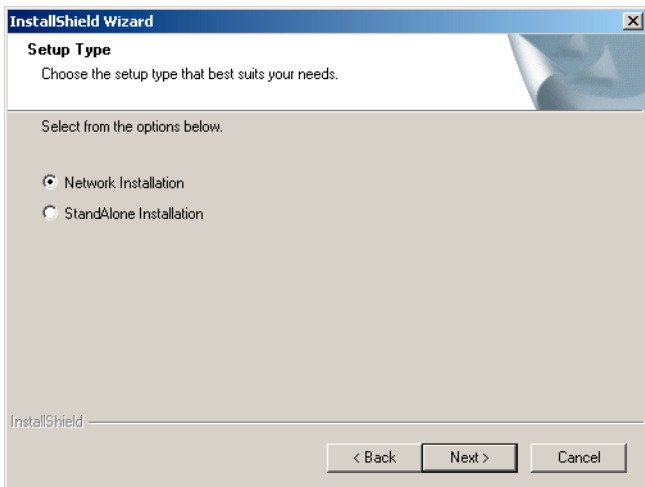 InstallShield Wizard
Setup Type
Choose the setup type that best suits your needs.
Select from the options below.
Network Installation
StandAlone Installation
InstallShield
< Back Next > Cancel